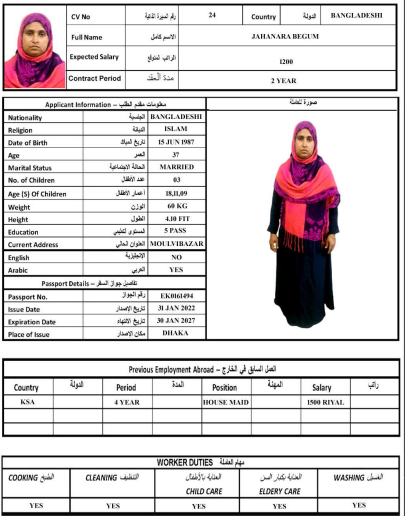 CV No رقم السيرة الذاتية 24 Country الدولة BANGLADESHI
Full Name الاسم كامل JAHANARA BEGUM
Expected Salary الراتب المتوقع 1200
Contract Period مدة العقد 2 YEAR
Applicant Information – معلومات مقدم الطلب
صورة للعاملة
Nationality الجنسية BANGLADESHI
Religion الديانة ISLAM
Date of Birth تاريخ الميلاد 15 JUN 1987
Age العمر 37
Marital Status الحالة الاجتماعية MARRIED
No. of Children عدد الأطفال 03
Age (S) Of Children أعمار الاطفال 18,11,09
Weight الوزن 60 KG
Height الطول 4.10 FIT
Education المستوى التعليمي 5 PASS
Current Address العنوان الحالي MOULVIBAZAR
English الانجليزية NO
Arabic العربي YES
Passport Details – تفاصيل جواز السفر
Passport No. رقم الجواز EK0161494
Issue Date تاريخ الإصدار 31 JAN 2022
Expiration Date تاريخ الانتهاء 30 JAN 2027
Place of Issue مكان الاصدار DHAKA
Previous Employment Abroad – العمل السابق في الخارج
Country الدولة Period المدة Position المهنة Salary راتب
KSA 4 YEAR HOUSE MAID 1500 RIYAL
WORKER DUTIES مهام العاملة
COOKING الطبخ CLEANING التنظيف العناية بالأطفال العناية بكبار السن WASHING الغسيل
CHILD CARE ELDERY CARE
YES YES YES YES YES